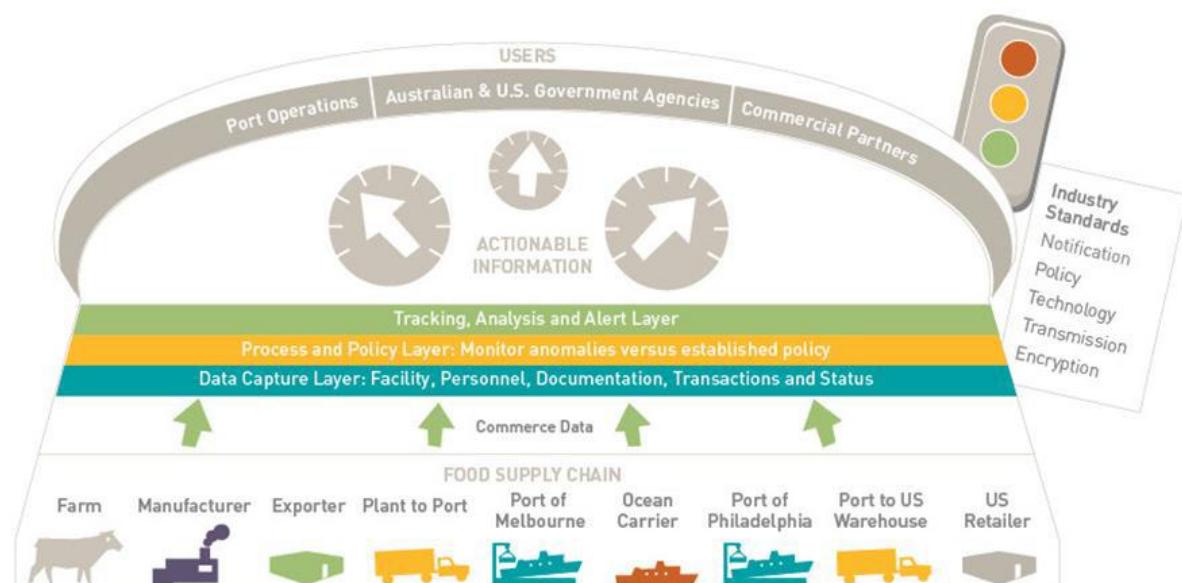 USERS
Port Operations
Australian & U.S. Government Agencies
Commercial Partners
Industry
Standards
Notification
Policy
Technology
Transmission
Encryption
ACTIONABLE
INFORMATION
Tracking, Analysis and Alert Layer
Process and Policy Layer: Monitor anomalies versus established policy
Data Capture Layer: Facility, Personnel, Documentation, Transactions and Status
Commerce Data
FOOD SUPPLY CHAIN
Farm
Manufacturer
Exporter
Plant to Port
Port of
Melbourne
Ocean
Carrier
Port of
Philadelphia
Port to US
Warehouse
US
Retailer